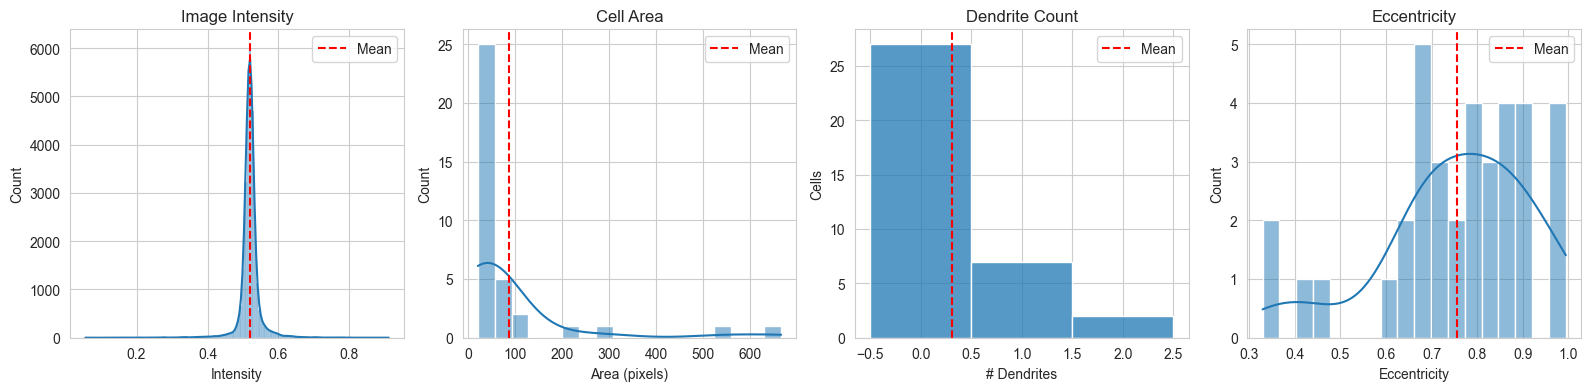 Image Intensity
Mean
Count
6000
5000
4000
3000
2000
1000
0
0.2 0.4 0.6 0.8
Intensity
Cell Area
Mean
Count
25
20
15
10
5
0
0 100 200 300 400 500 600
Area (pixels)
Dendrite Count
Mean
Cells
25
20
15
10
5
0
−0.5 0.0 0.5 1.0 1.5 2.0 2.5
# Dendrites
Eccentricity
Mean
Count
5
4
3
2
1
0
0.3 0.4 0.5 0.6 0.7 0.8 0.9 1.0
Eccentricity